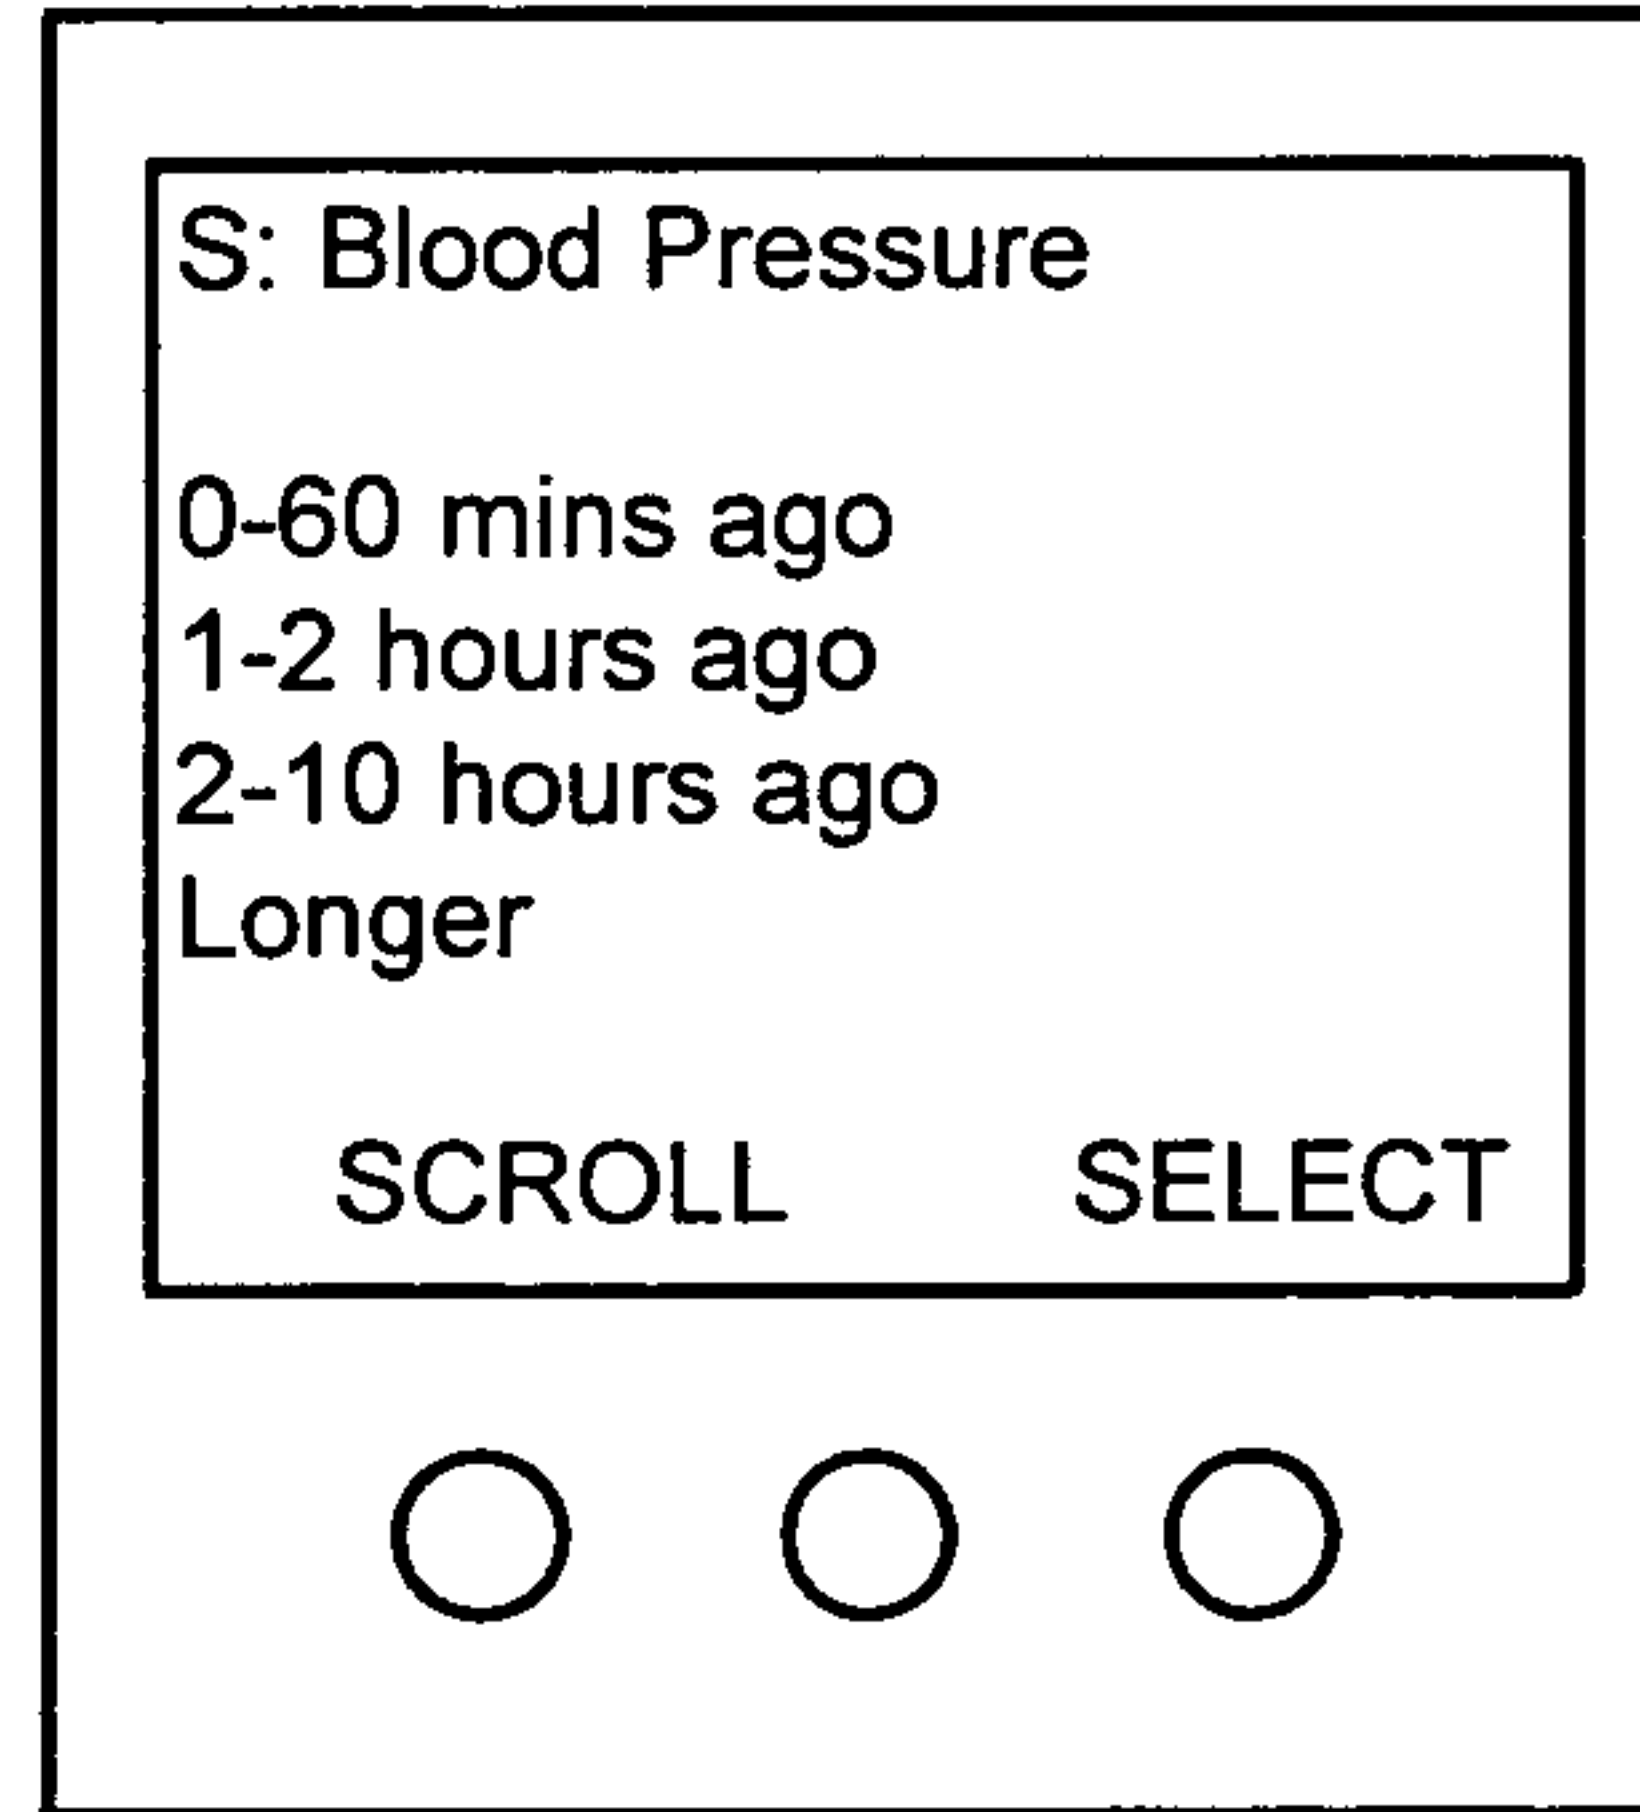 S: Blood Pressure
0-60 mins ago
1-2 hours ago
2-10 hours ago
Longer
SCROLL SELECT